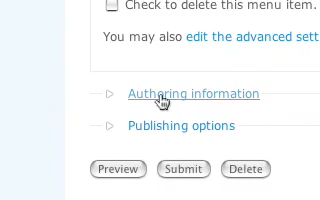 Check to delete this menu item.
You may also edit the advanced
Authoring information
Publishing options
Preview Submit Delete